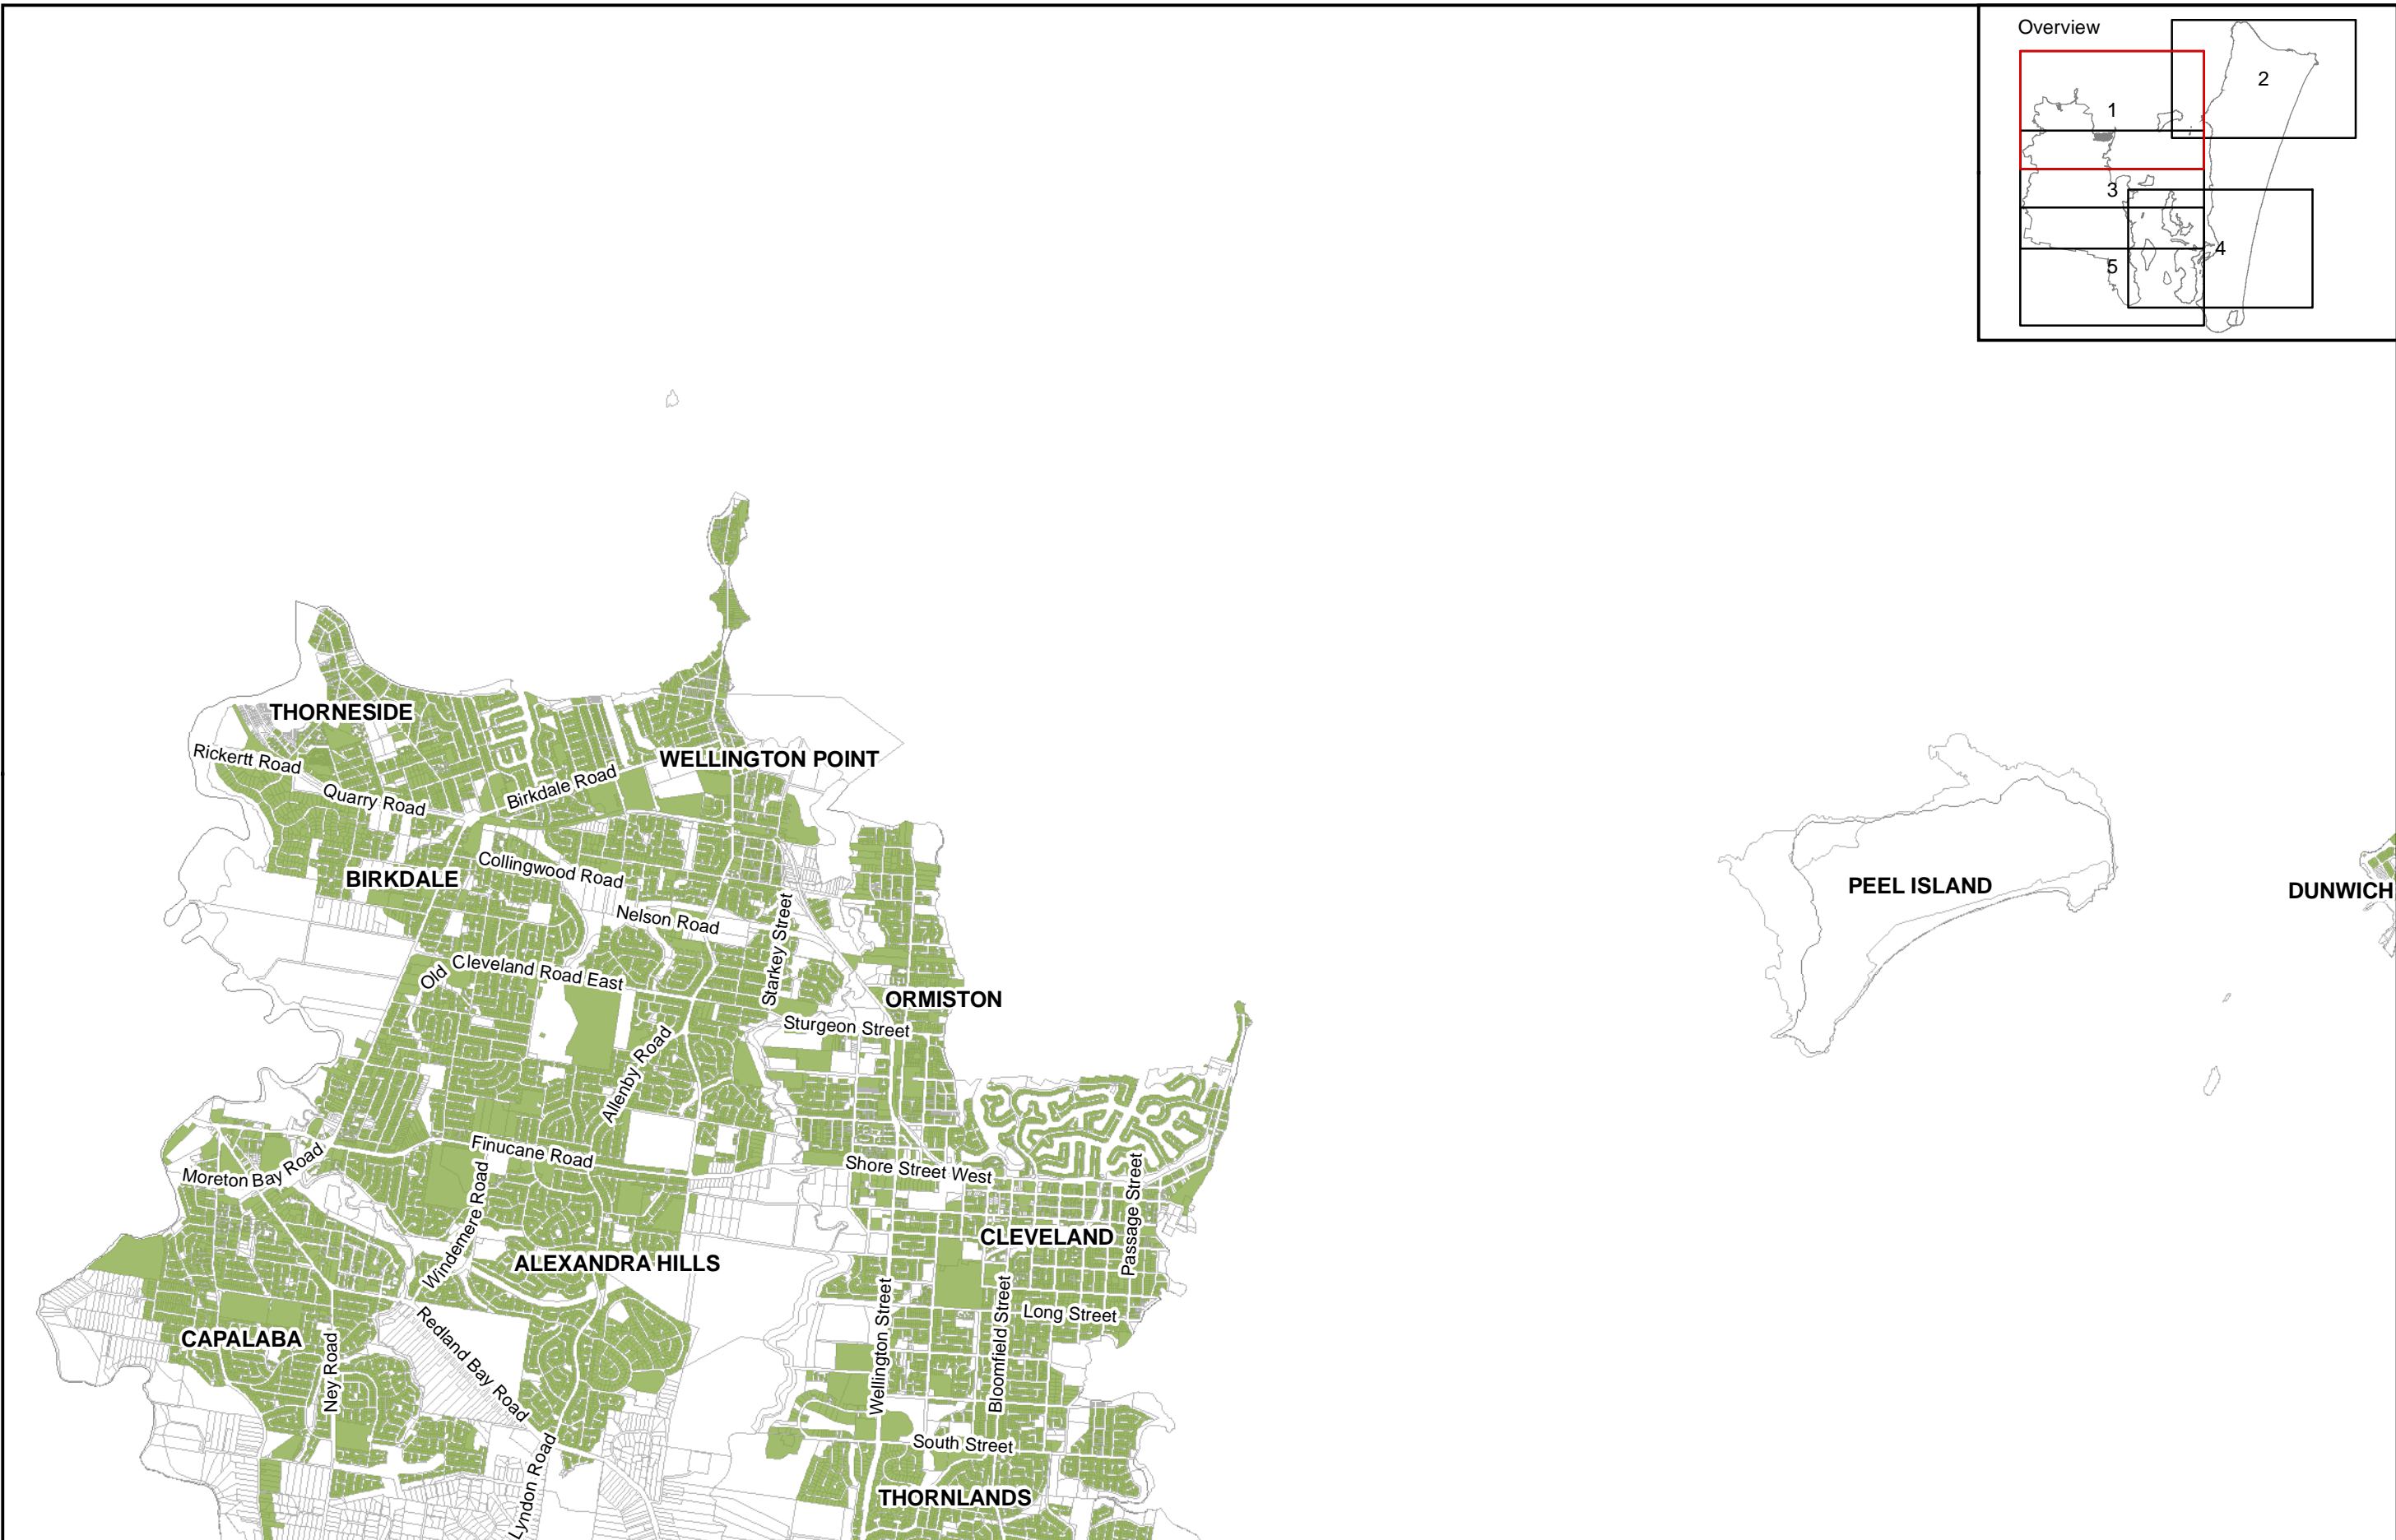 Overview
2
1
3
4
5
THORNESIDE
Rickertt Road
WELLINGTON POINT
Birkdale Road
Quarry Road
Collingwood Road
BIRKDALE
PEEL ISLAND
DUNWICH
Nelson Road
Starkey Street
Old Cleveland Road East
ORMISTON
Sturgeon Street
Allenby Road
Finucane Road
Moreton Bay Road
Shore Street West
Passage Street
Windemere Road
CLEVELAND
ALEXANDRA HILLS
Wellington Street
Bloomfield Street
Long Street
CAPALABA
Ney Road
Redland Bay Road
South Street
Lyndon Road
THORNLANDS